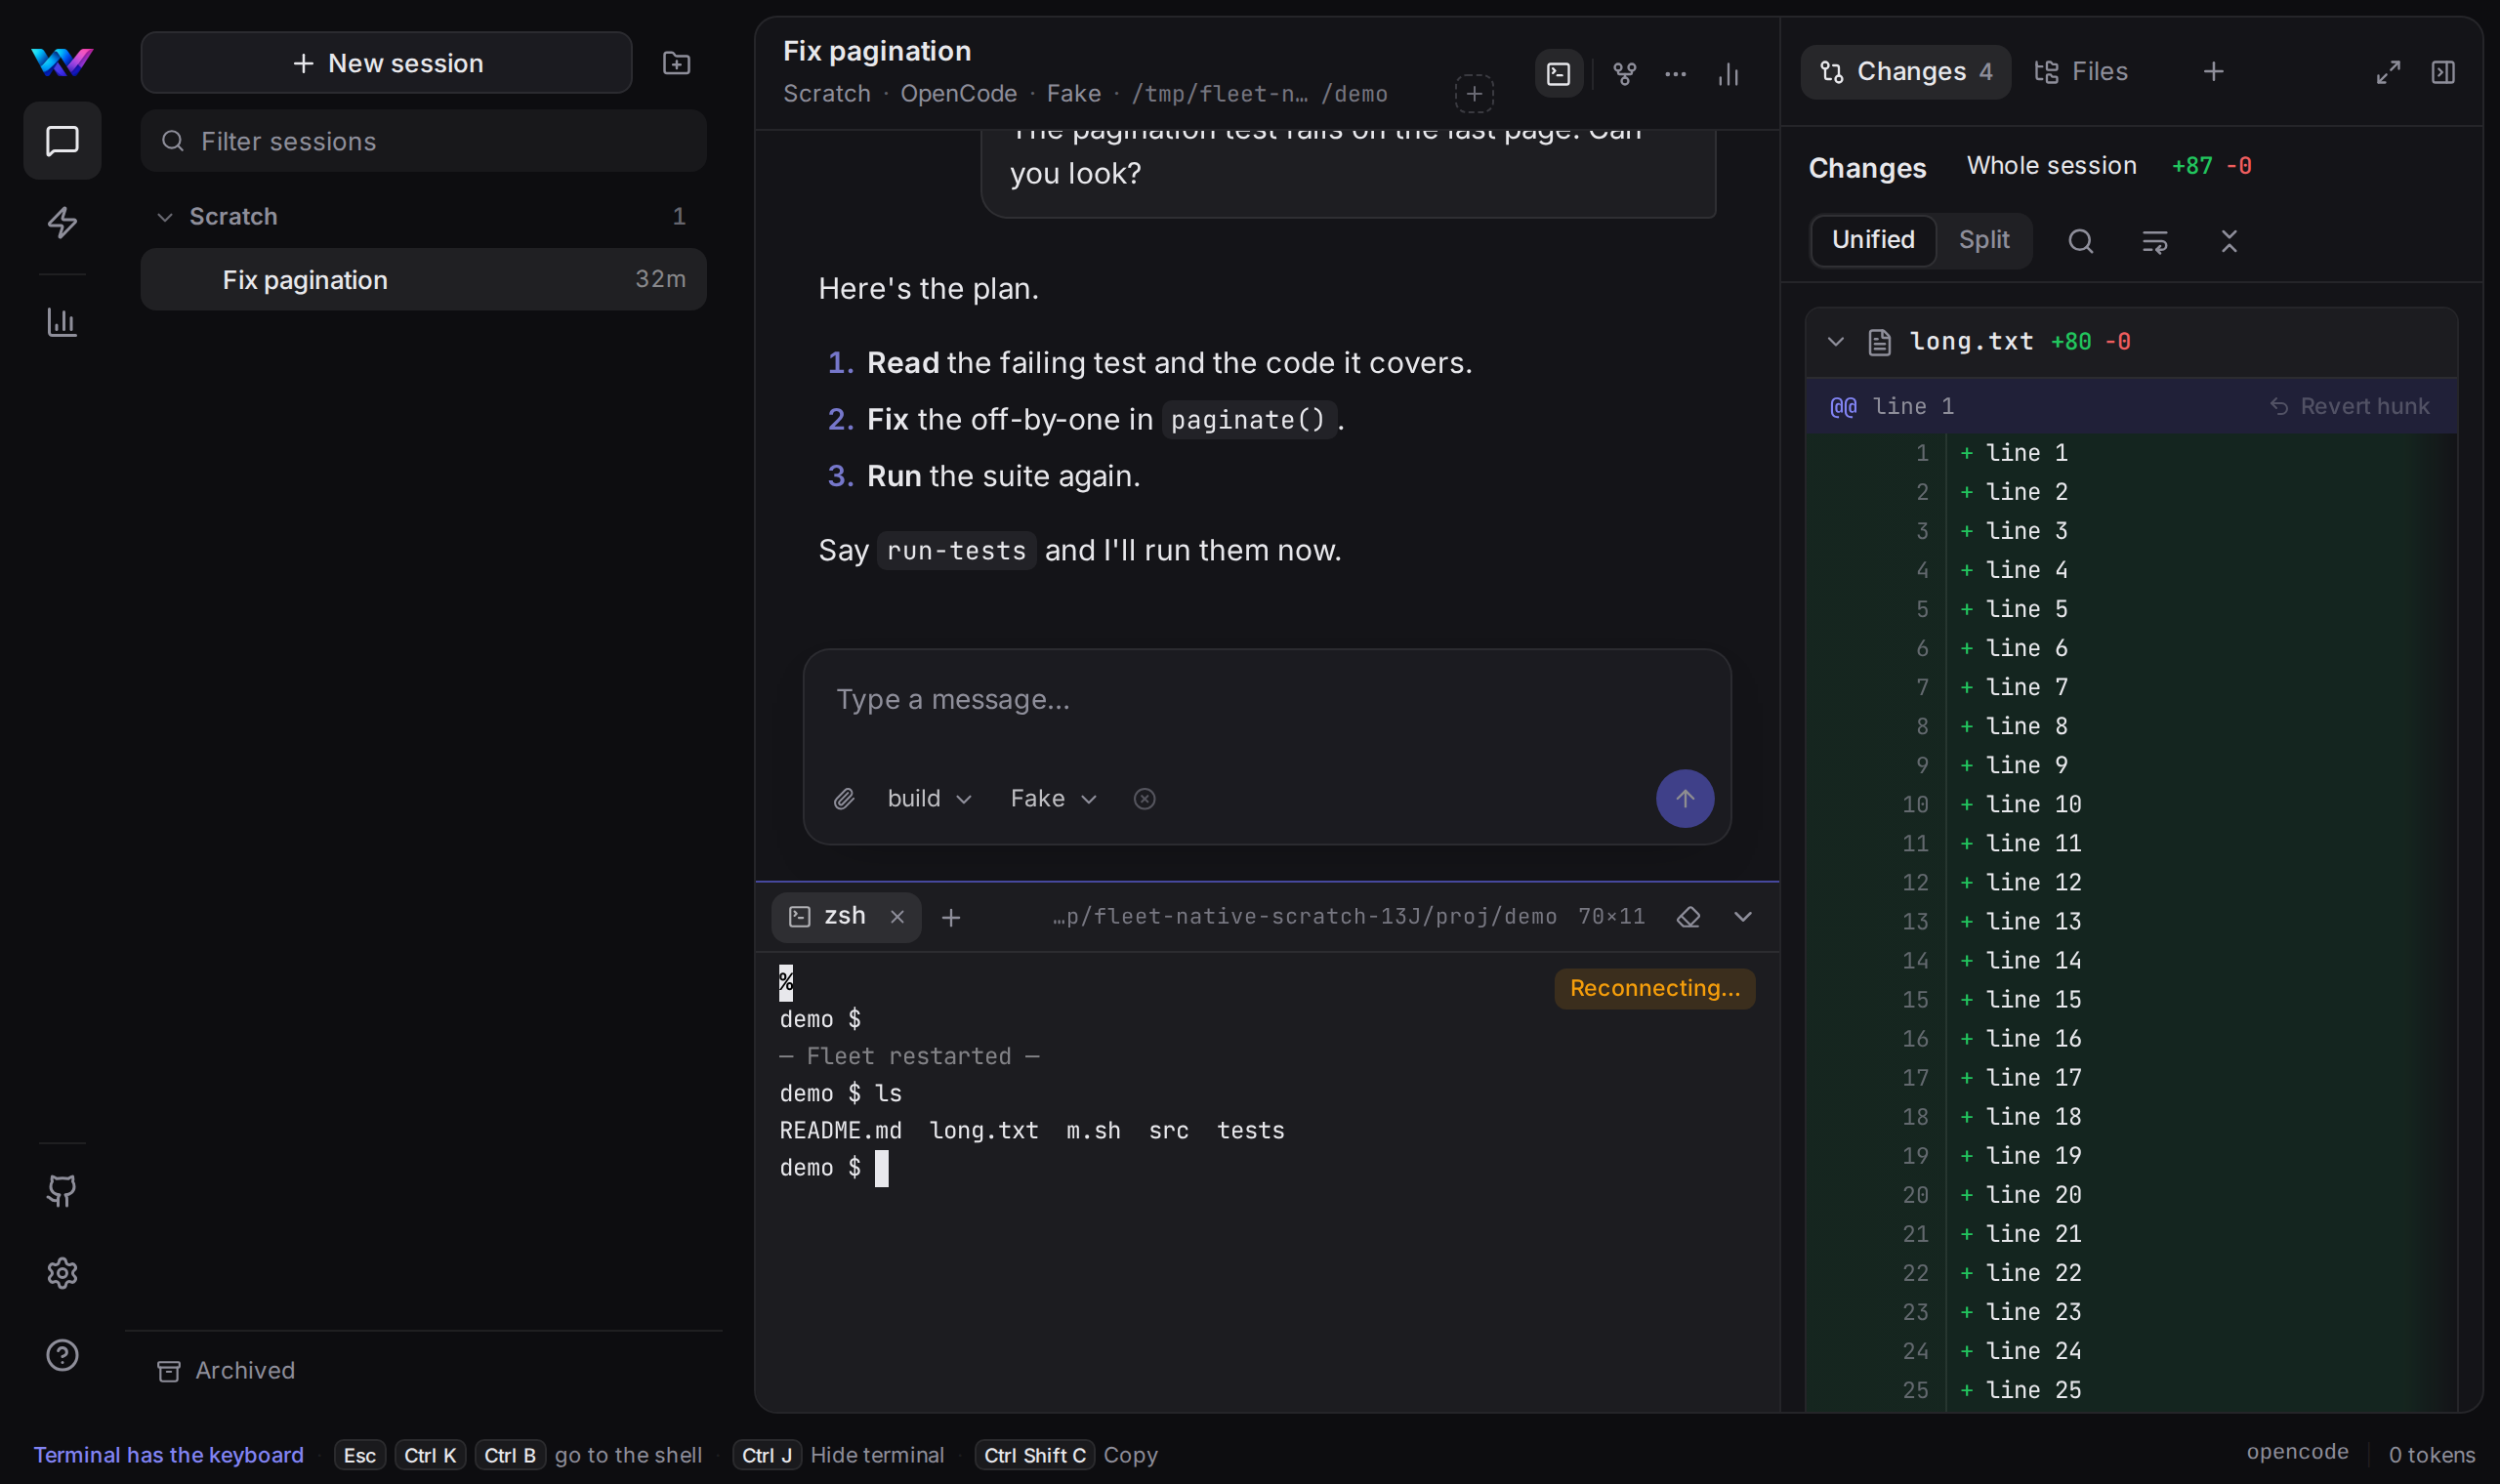 New session
Filter sessions
Scratch 1
Fix pagination 32m
Archived
Fix pagination
Scratch · OpenCode · Fake · /tmp/fleet-n… /demo
The pagination test fails on the last page. Can
you look?
Here's the plan.
1. Read the failing test and the code it covers.
2. Fix the off-by-one in paginate().
3. Run the suite again.
Say run-tests and I'll run them now.
Type a message...
build Fake
zsh …p/fleet-native-scratch-13J/proj/demo 70×11
Reconnecting…
%
demo $
— Fleet restarted —
demo $ ls
README.md long.txt m.sh src tests
demo $
Changes 4 Files
Changes Whole session +87 -0
Unified Split
long.txt +80 -0
@@ line 1 Revert hunk
1 + line 1
2 + line 2
3 + line 3
4 + line 4
5 + line 5
6 + line 6
7 + line 7
8 + line 8
9 + line 9
10 + line 10
11 + line 11
12 + line 12
13 + line 13
14 + line 14
15 + line 15
16 + line 16
17 + line 17
18 + line 18
19 + line 19
20 + line 20
21 + line 21
22 + line 22
23 + line 23
24 + line 24
25 + line 25
Terminal has the keyboard · Esc Ctrl K Ctrl B go to the shell · Ctrl J Hide terminal · Ctrl Shift C Copy
opencode 0 tokens